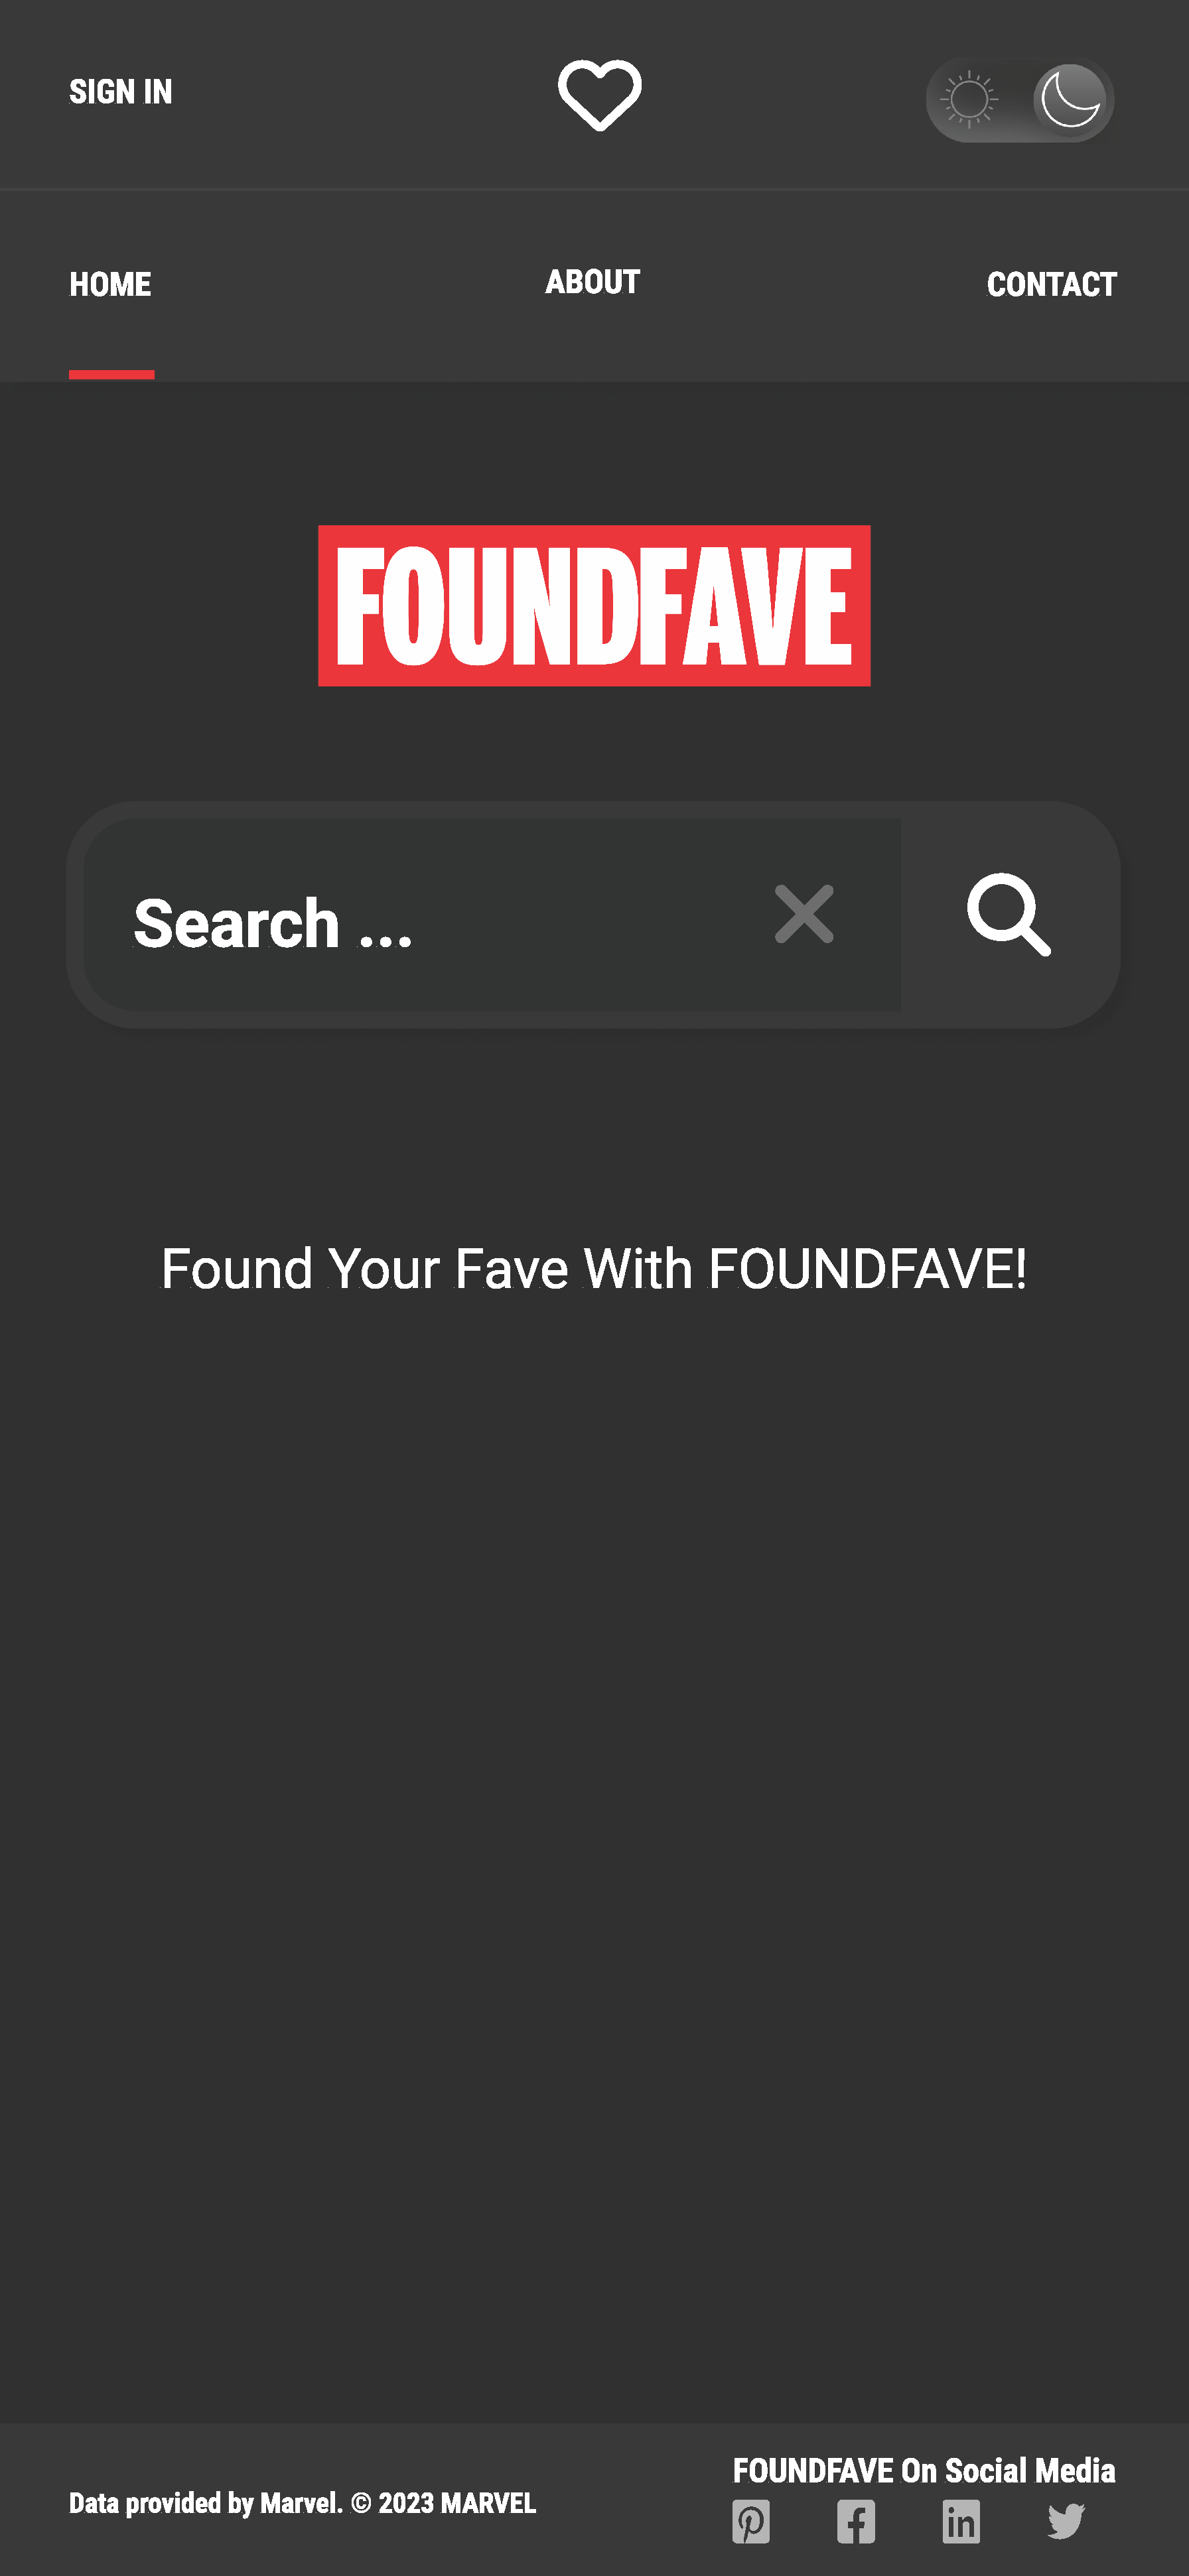 SIGN IN
HOME
ABOUT
CONTACT
FOUNDFAVE
Search ...
Found Your Fave With FOUNDFAVE!
FOUNDFAVE On Social Media
Data provided by Marvel. © 2023 MARVEL